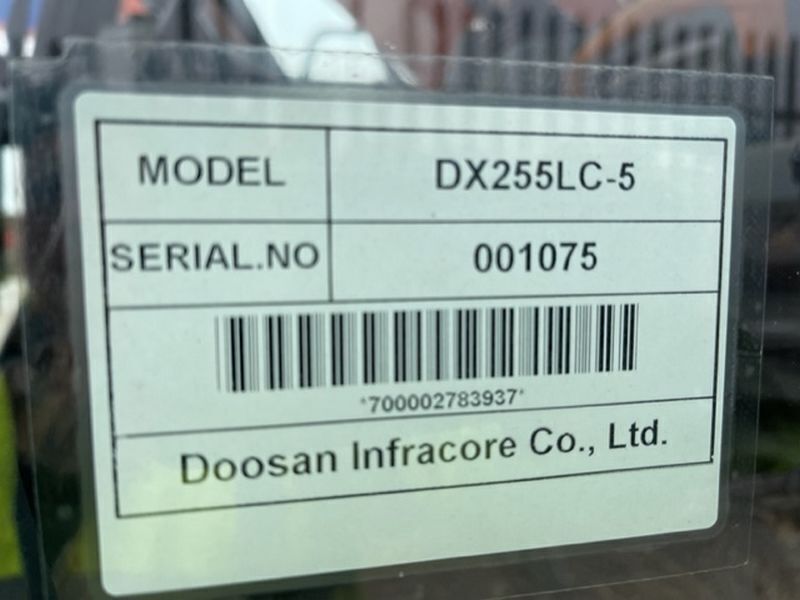 MODEL DX255LC-5
SERIAL.NO 001075
*700002783937*
Doosan Infracore Co., Ltd.